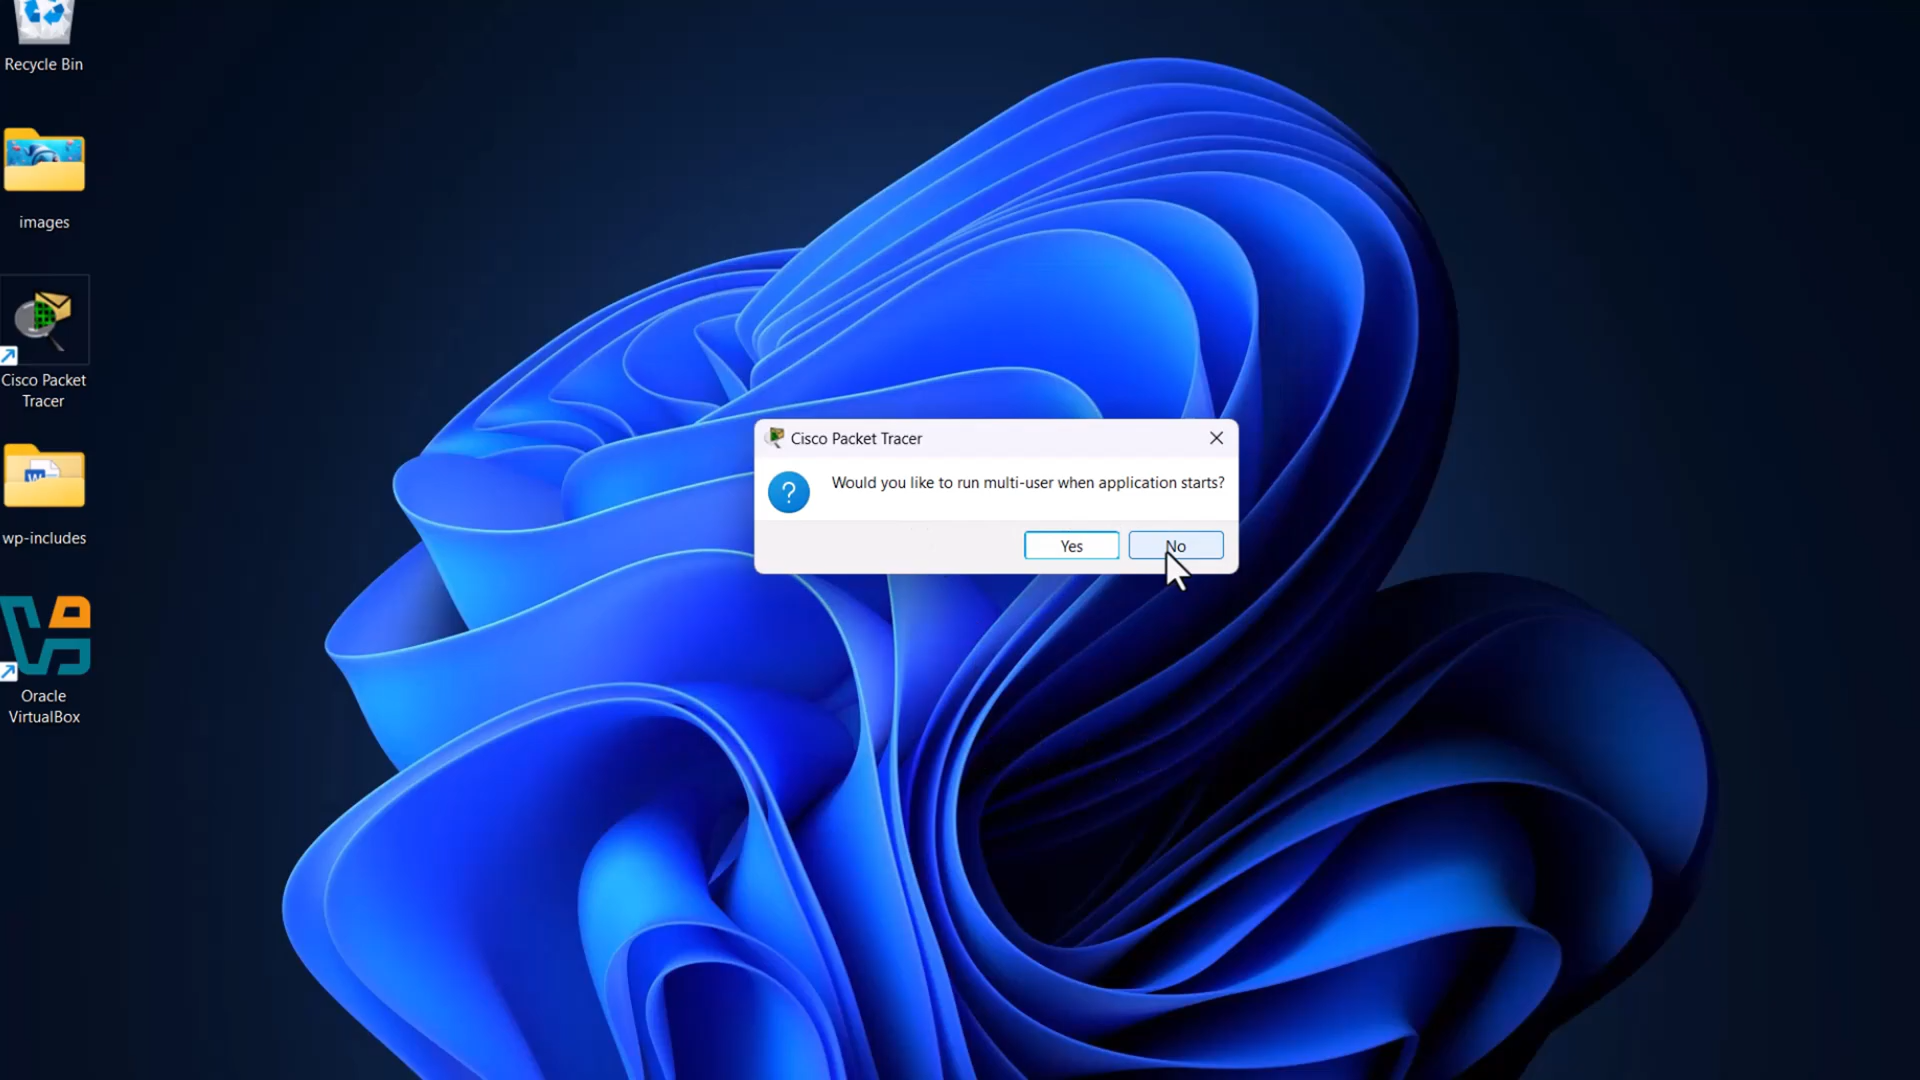 Recycle Bin
images
Cisco Packet
Tracer
wp-includes
Oracle
VirtualBox
Cisco Packet Tracer
Would you like to run multi-user when application starts?
Yes
No